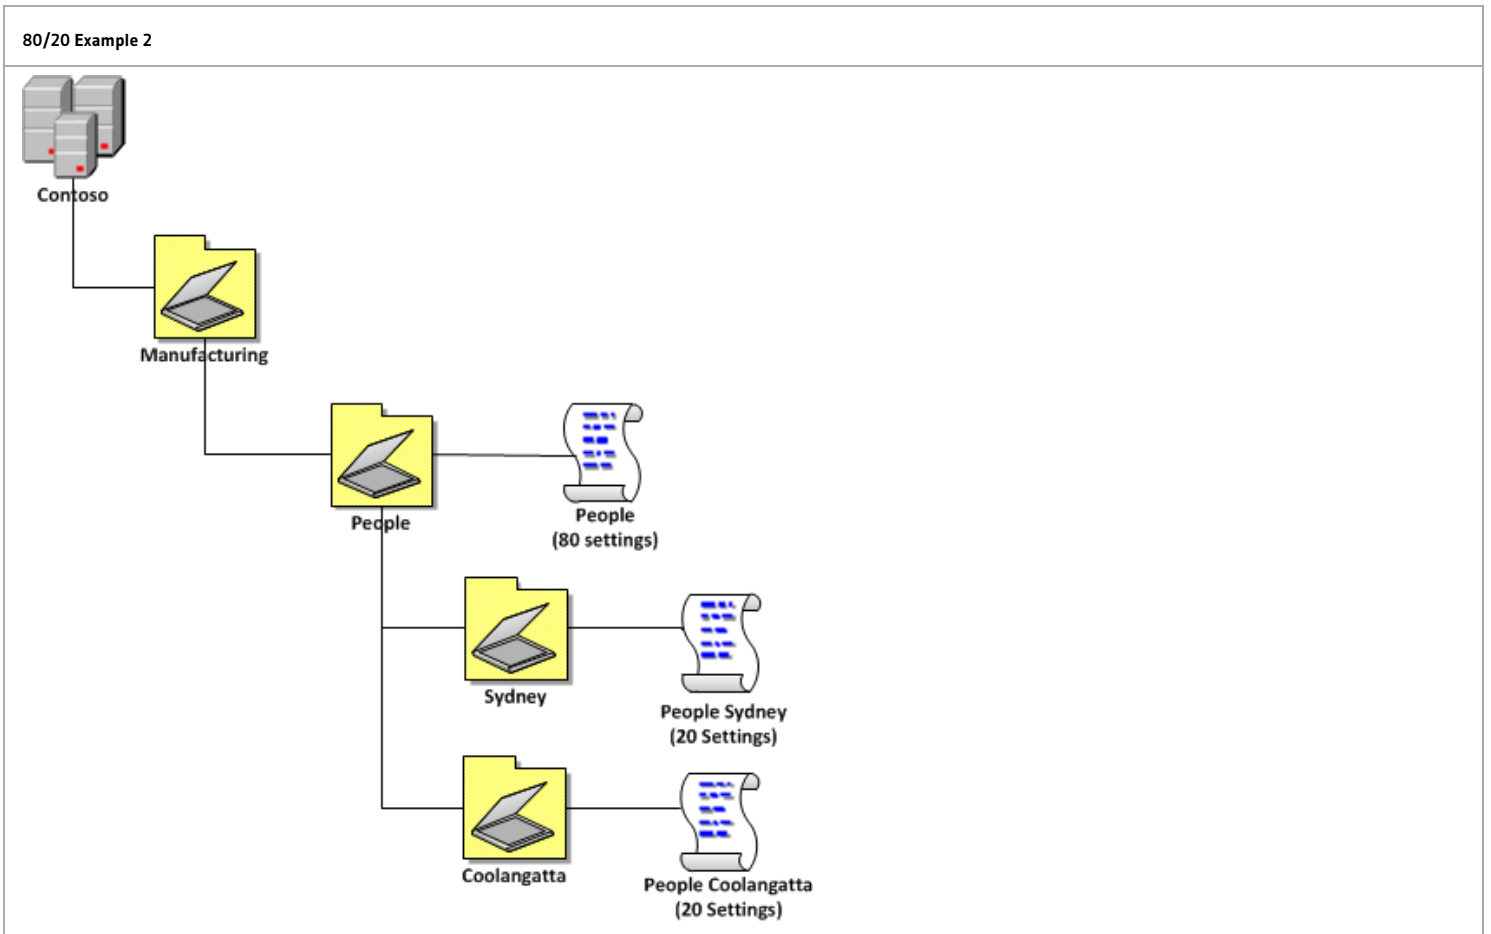 80/20 Example 2
Contoso
Manufacturing
People
People
(80 settings)
Sydney
People Sydney
(20 Settings)
Coolangatta
People Coolangatta
(20 Settings)